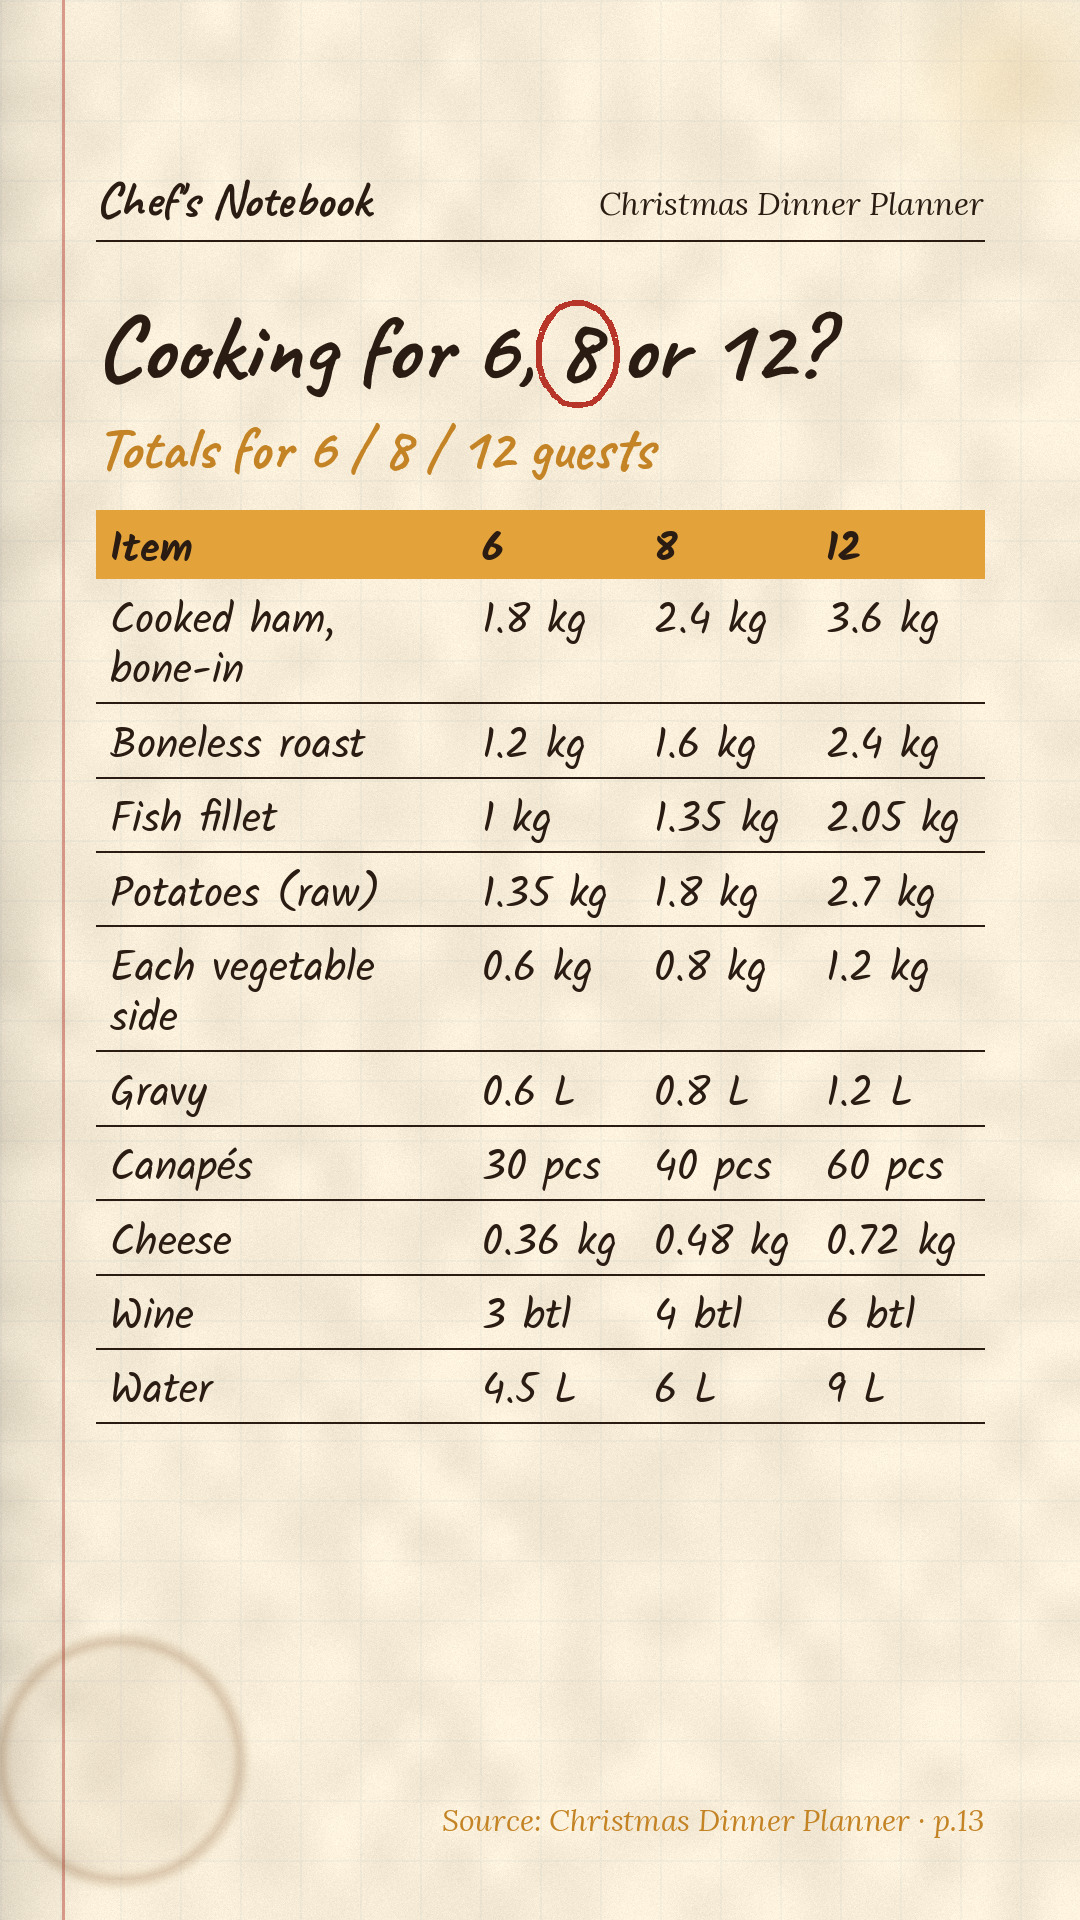 Chef's Notebook Christmas Dinner Planner
Cooking for 6, 8 or 12?
Totals for 6 / 8 / 12 guests
Item 6 8 12
Cooked ham, 1.8 kg 2.4 kg 3.6 kg
bone-in
Boneless roast 1.2 kg 1.6 kg 2.4 kg
Fish fillet 1 kg 1.35 kg 2.05 kg
Potatoes (raw) 1.35 kg 1.8 kg 2.7 kg
Each vegetable 0.6 kg 0.8 kg 1.2 kg
side
Gravy 0.6 L 0.8 L 1.2 L
Canapés 30 pcs 40 pcs 60 pcs
Cheese 0.36 kg 0.48 kg 0.72 kg
Wine 3 btl 4 btl 6 btl
Water 4.5 L 6 L 9 L
Source: Christmas Dinner Planner · p.13